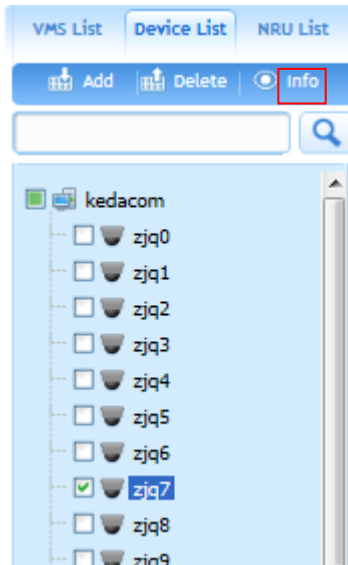 VMS List Device List NRU List
Add Delete Info
kedacom
zjq0
zjq1
zjq2
zjq3
zjq4
zjq5
zjq6
zjq7
zjq8
zjq9